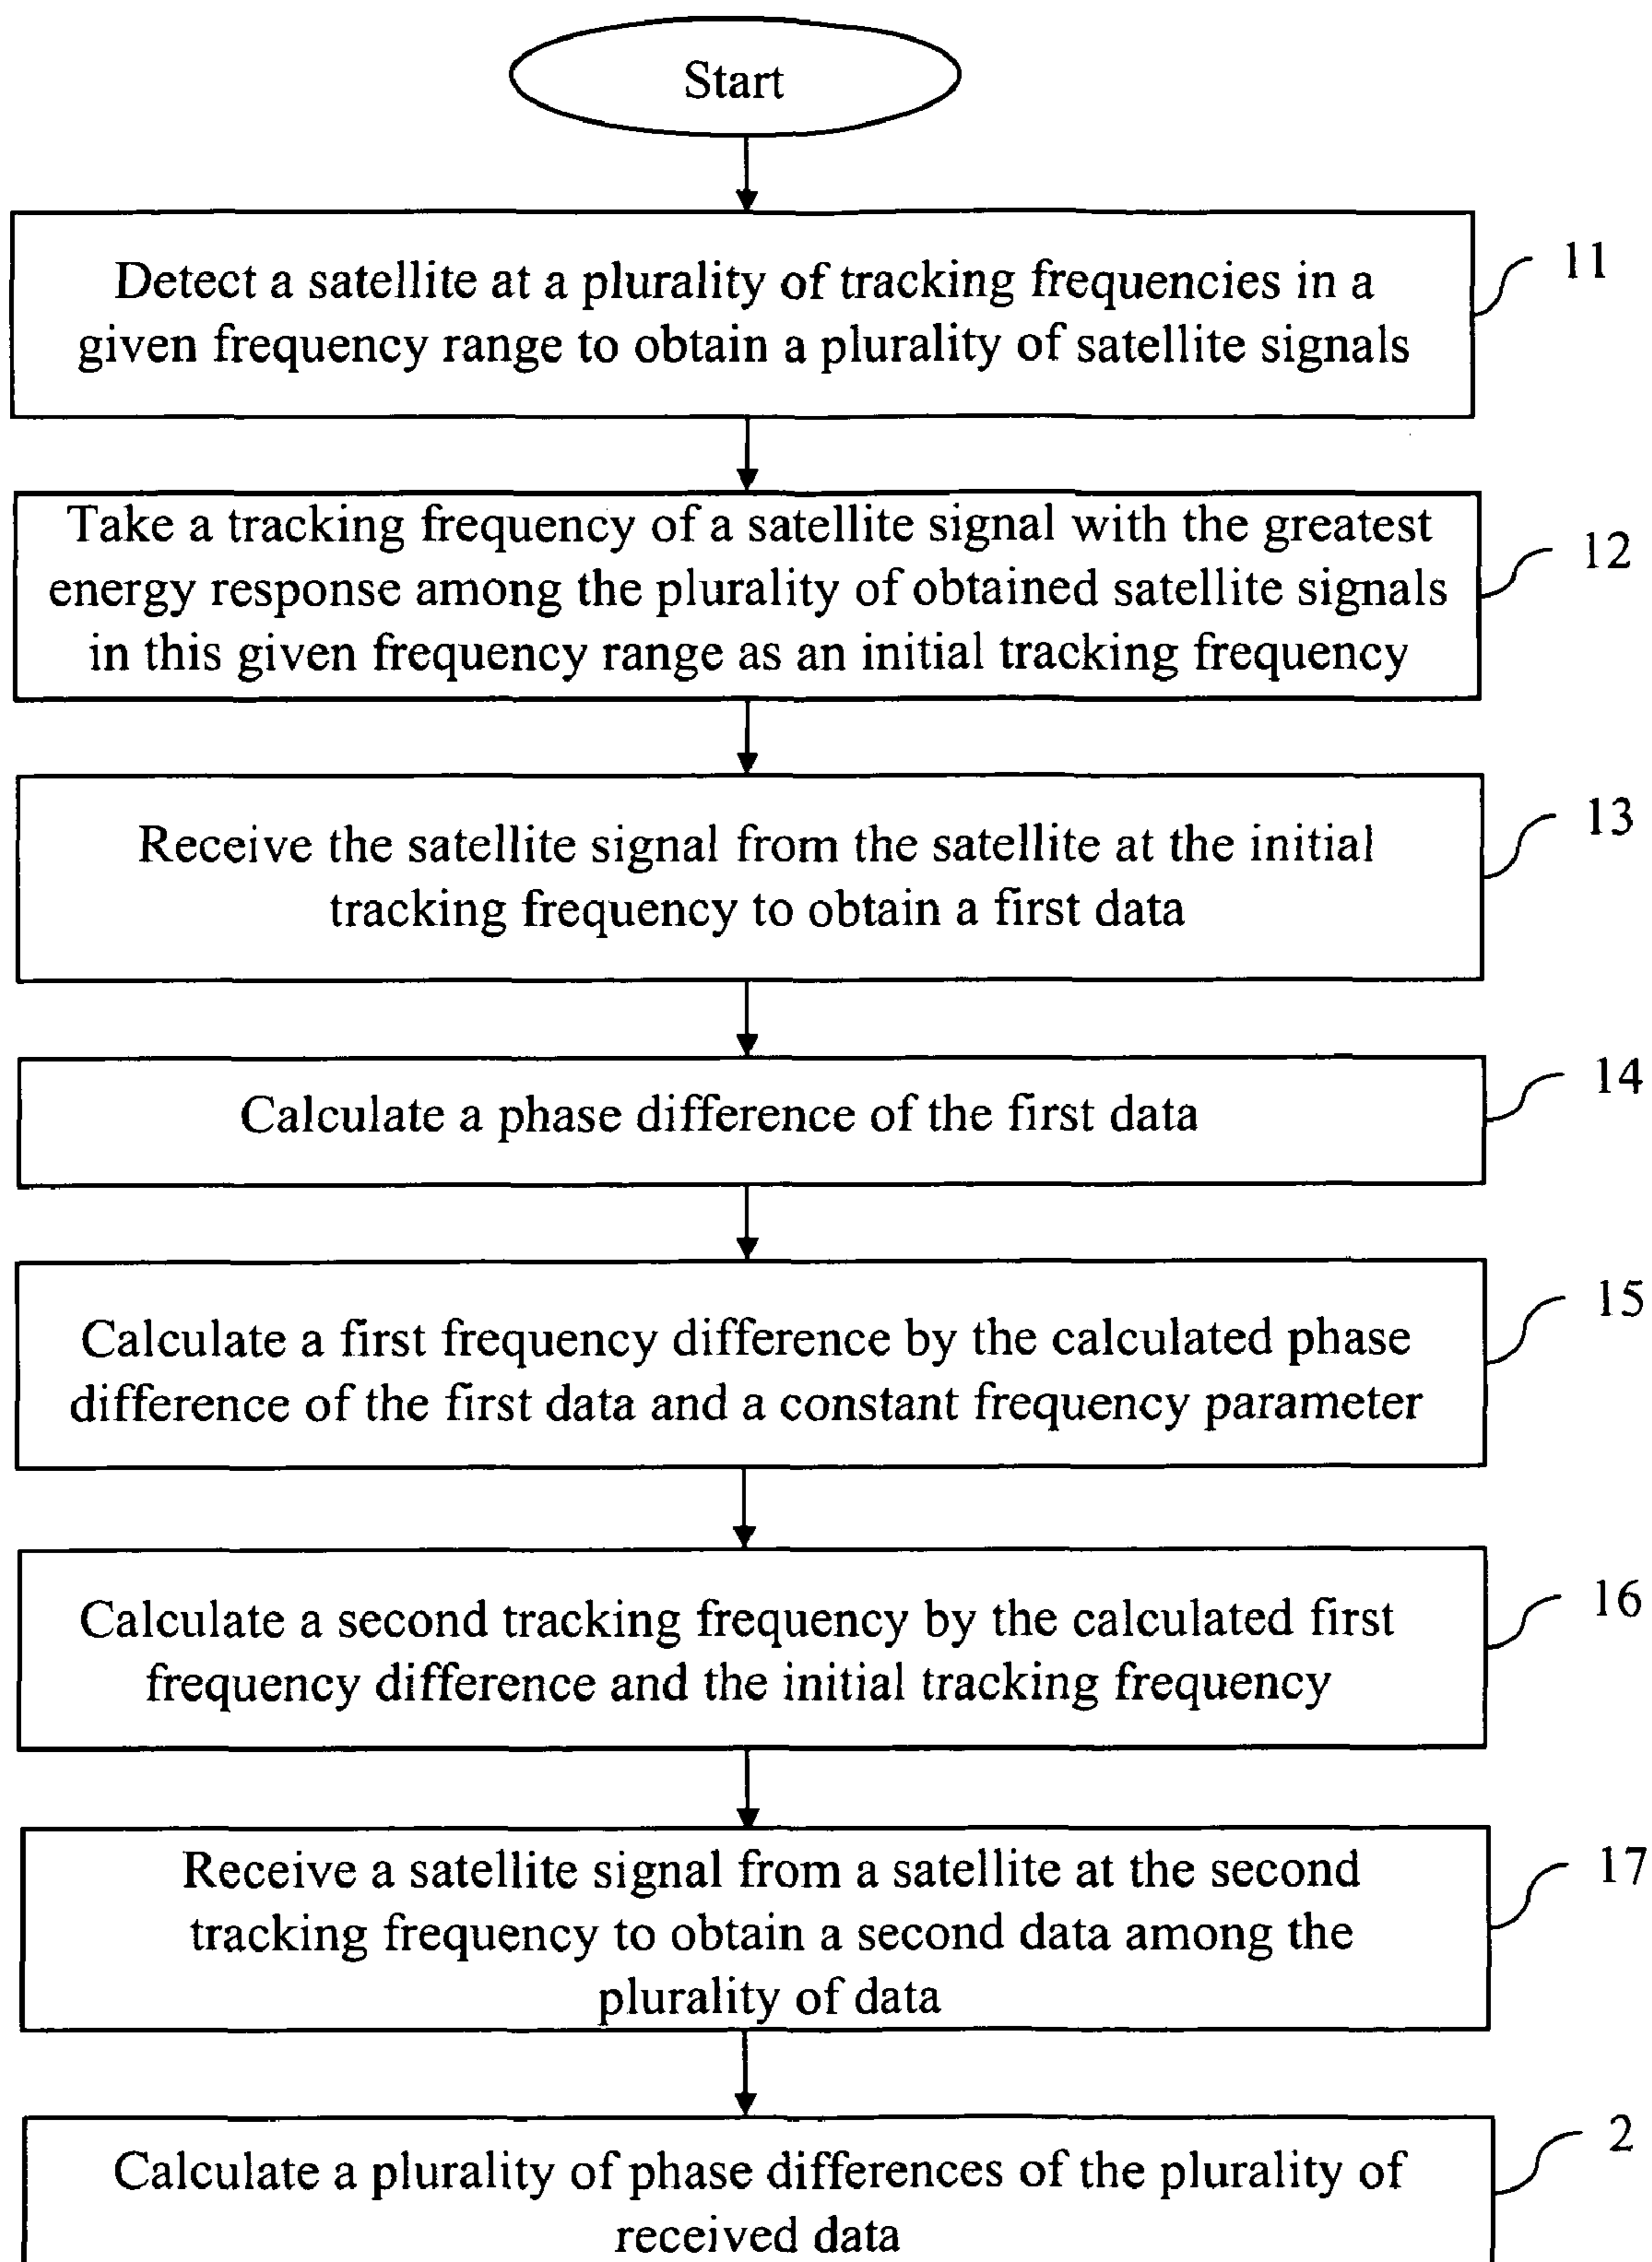 Start
Detect a satellite at a plurality of tracking frequencies in a
given frequency range to obtain a plurality of satellite signals
11
Take a tracking frequency of a satellite signal with the greatest
energy response among the plurality of obtained satellite signals
in this given frequency range as an initial tracking frequency
12
Receive the satellite signal from the satellite at the initial
tracking frequency to obtain a first data
13
Calculate a phase difference of the first data
14
Calculate a first frequency difference by the calculated phase
difference of the first data and a constant frequency parameter
15
Calculate a second tracking frequency by the calculated first
frequency difference and the initial tracking frequency
16
Receive a satellite signal from a satellite at the second
tracking frequency to obtain a second data among the
plurality of data
17
Calculate a plurality of phase differences of the plurality of
received data
2